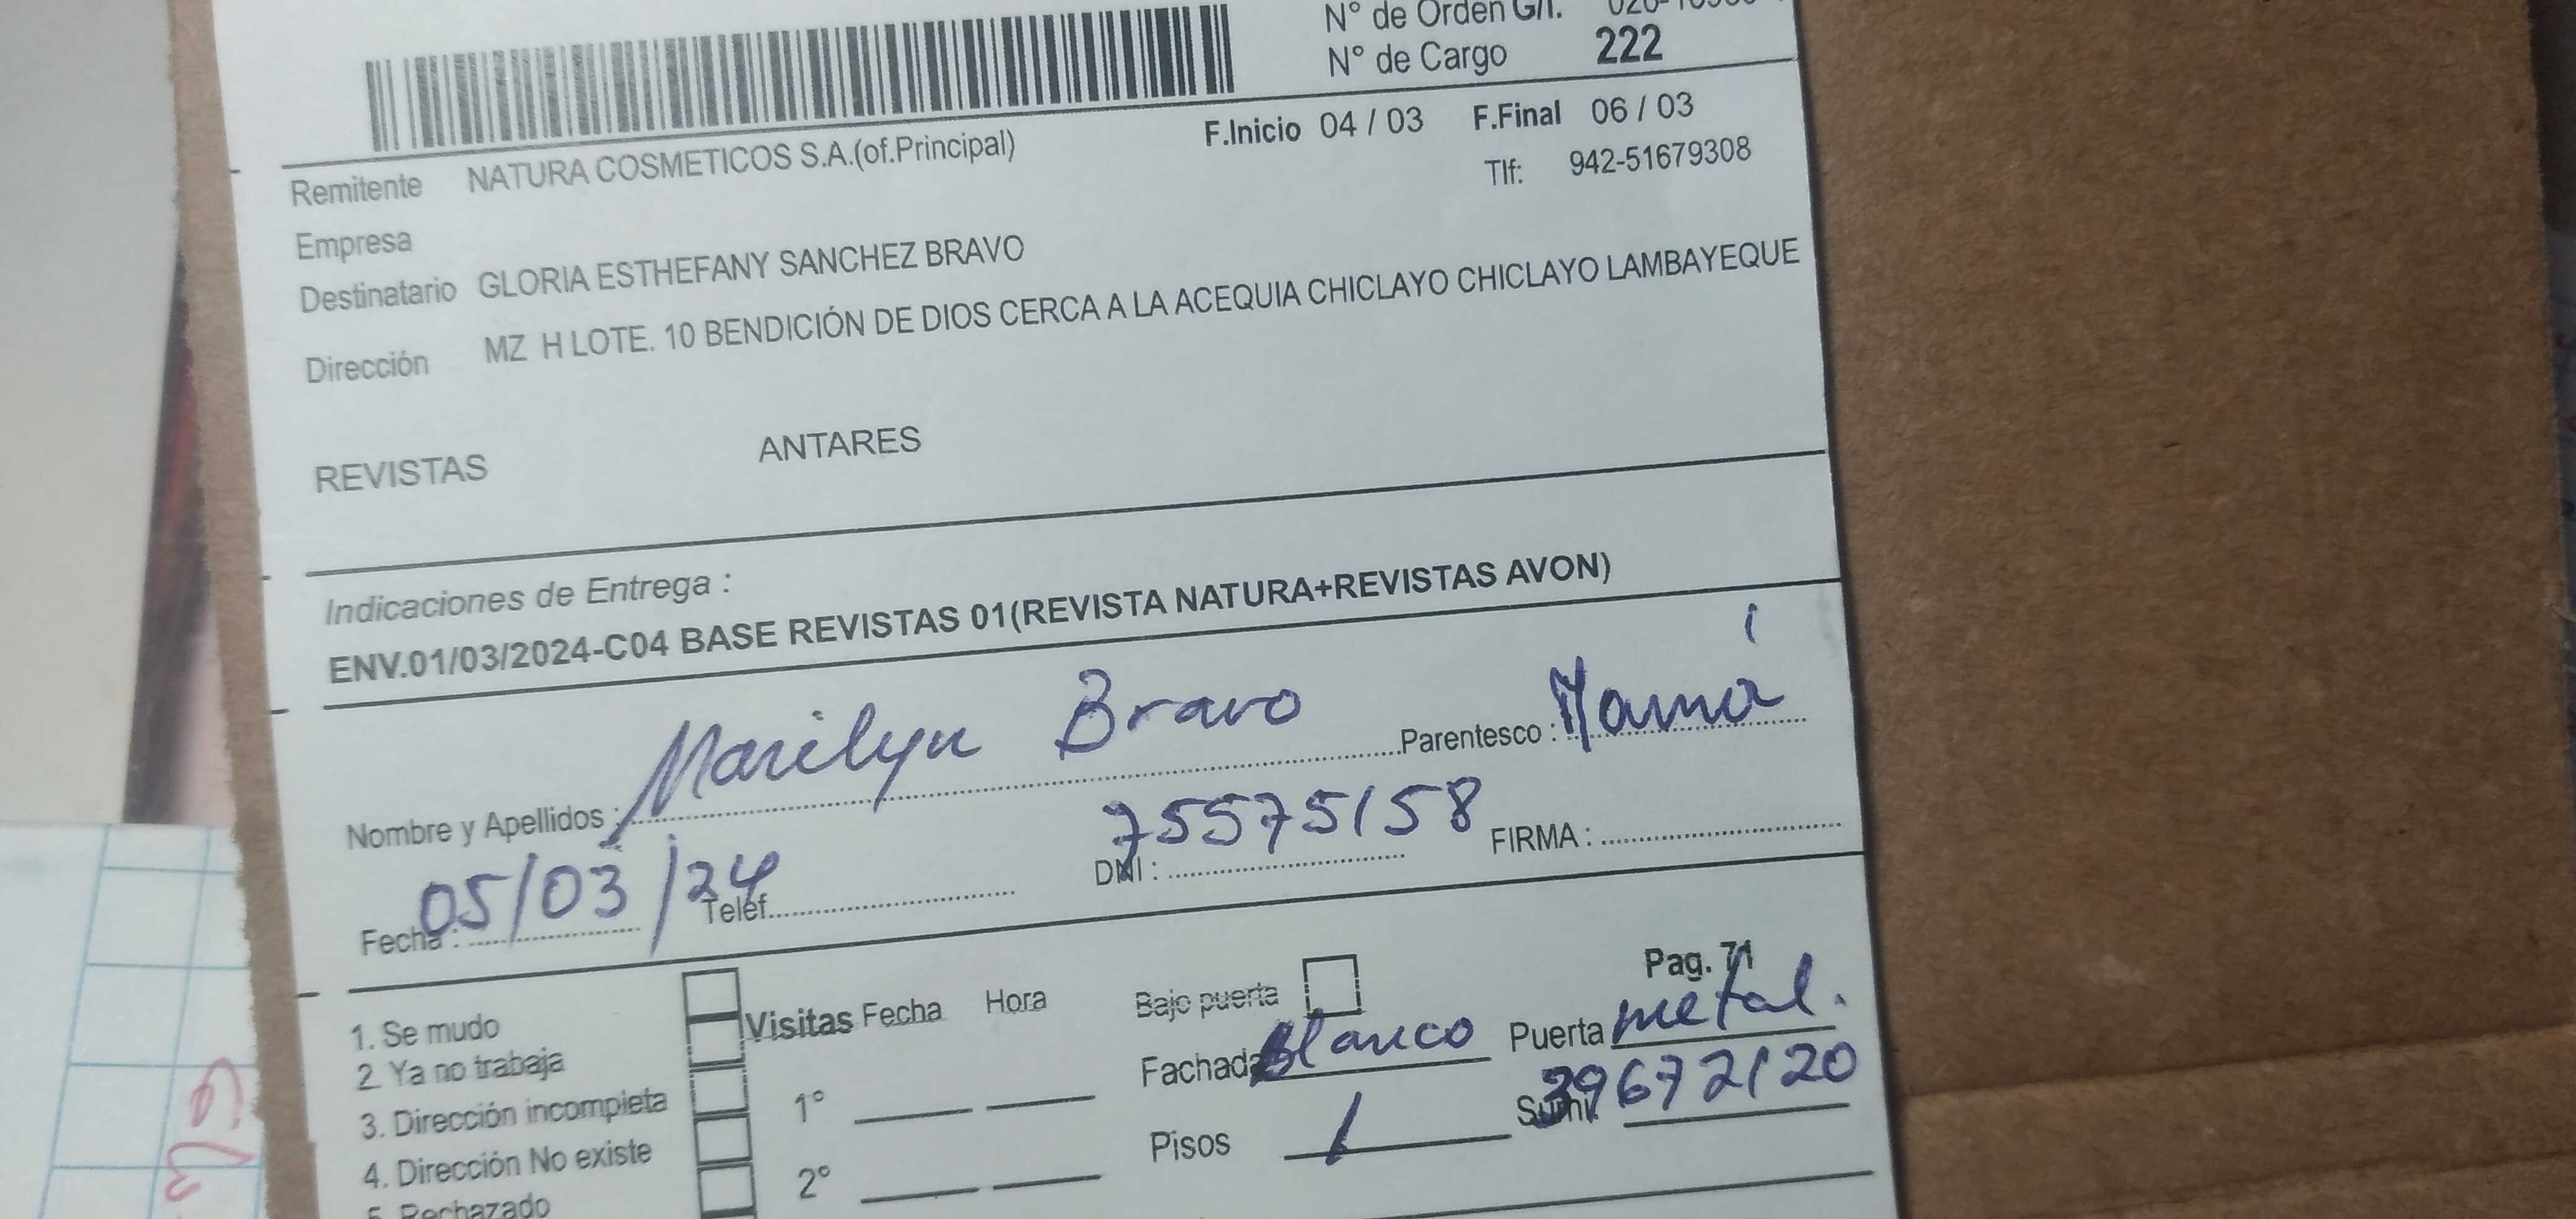 N° de Orden G/I.
N° de Cargo 222
F.Inicio 04 / 03 F.Final 06 / 03
Remitente NATURA COSMETICOS S.A.(of.Principal)
Tlf: 942-51679308
Empresa
Destinatario GLORIA ESTHEFANY SANCHEZ BRAVO
Dirección MZ H LOTE. 10 BENDICIÓN DE DIOS CERCA A LA ACEQUIA CHICLAYO CHICLAYO LAMBAYEQUE
REVISTAS ANTARES
Indicaciones de Entrega :
ENV.01/03/2024-C04 BASE REVISTAS 01(REVISTA NATURA+REVISTAS AVON)
Nombre y Apellidos : Marilyn Bravo Parentesco : Mamá
Fecha : 05/03/24 Telef. DNI : 75575158 FIRMA :
Pag. 71
1. Se mudo Visitas Fecha Hora Bajo puerta
2. Ya no trabaja Fachada Blanco Puerta metal.
3. Dirección incompleta 1° Pisos 1 Sumi. 39672120
4. Dirección No existe 2°
5. Rechazado